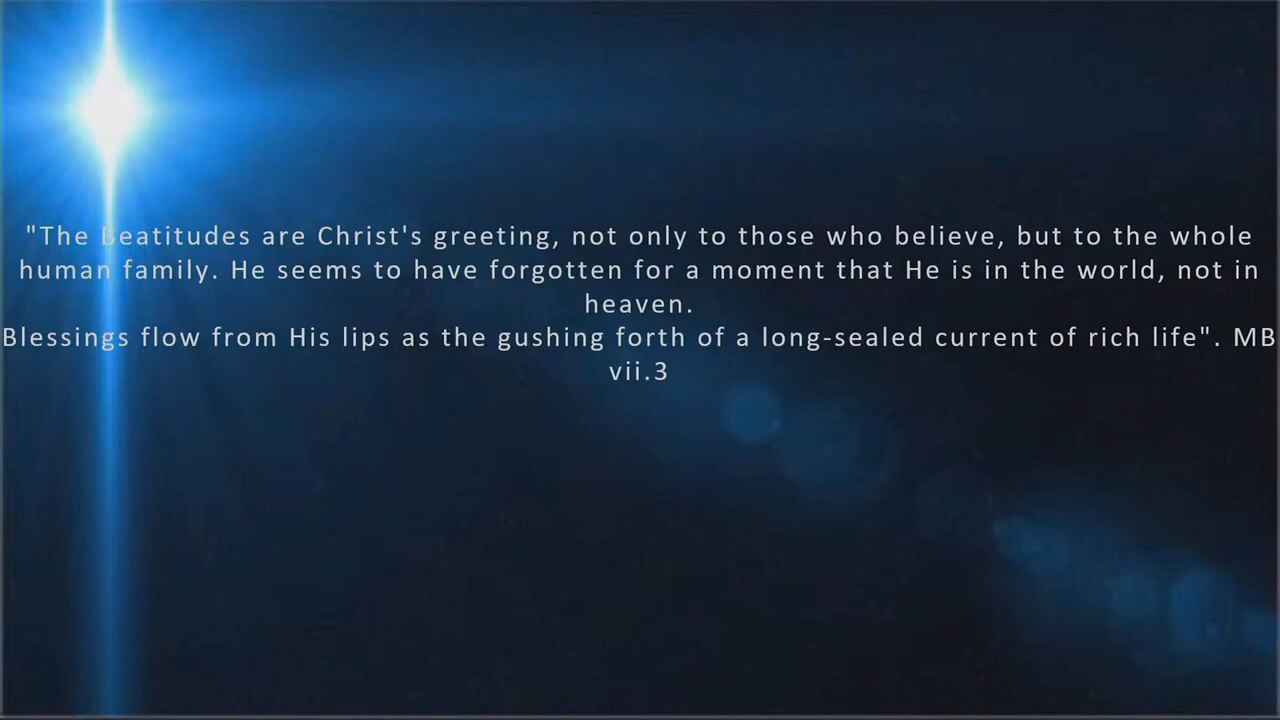 "The Beatitudes are Christ's greeting, not only to those who believe, but to the whole
human family. He seems to have forgotten for a moment that He is in the world, not in
heaven.
Blessings flow from His lips as the gushing forth of a long-sealed current of rich life". MB
vii.3